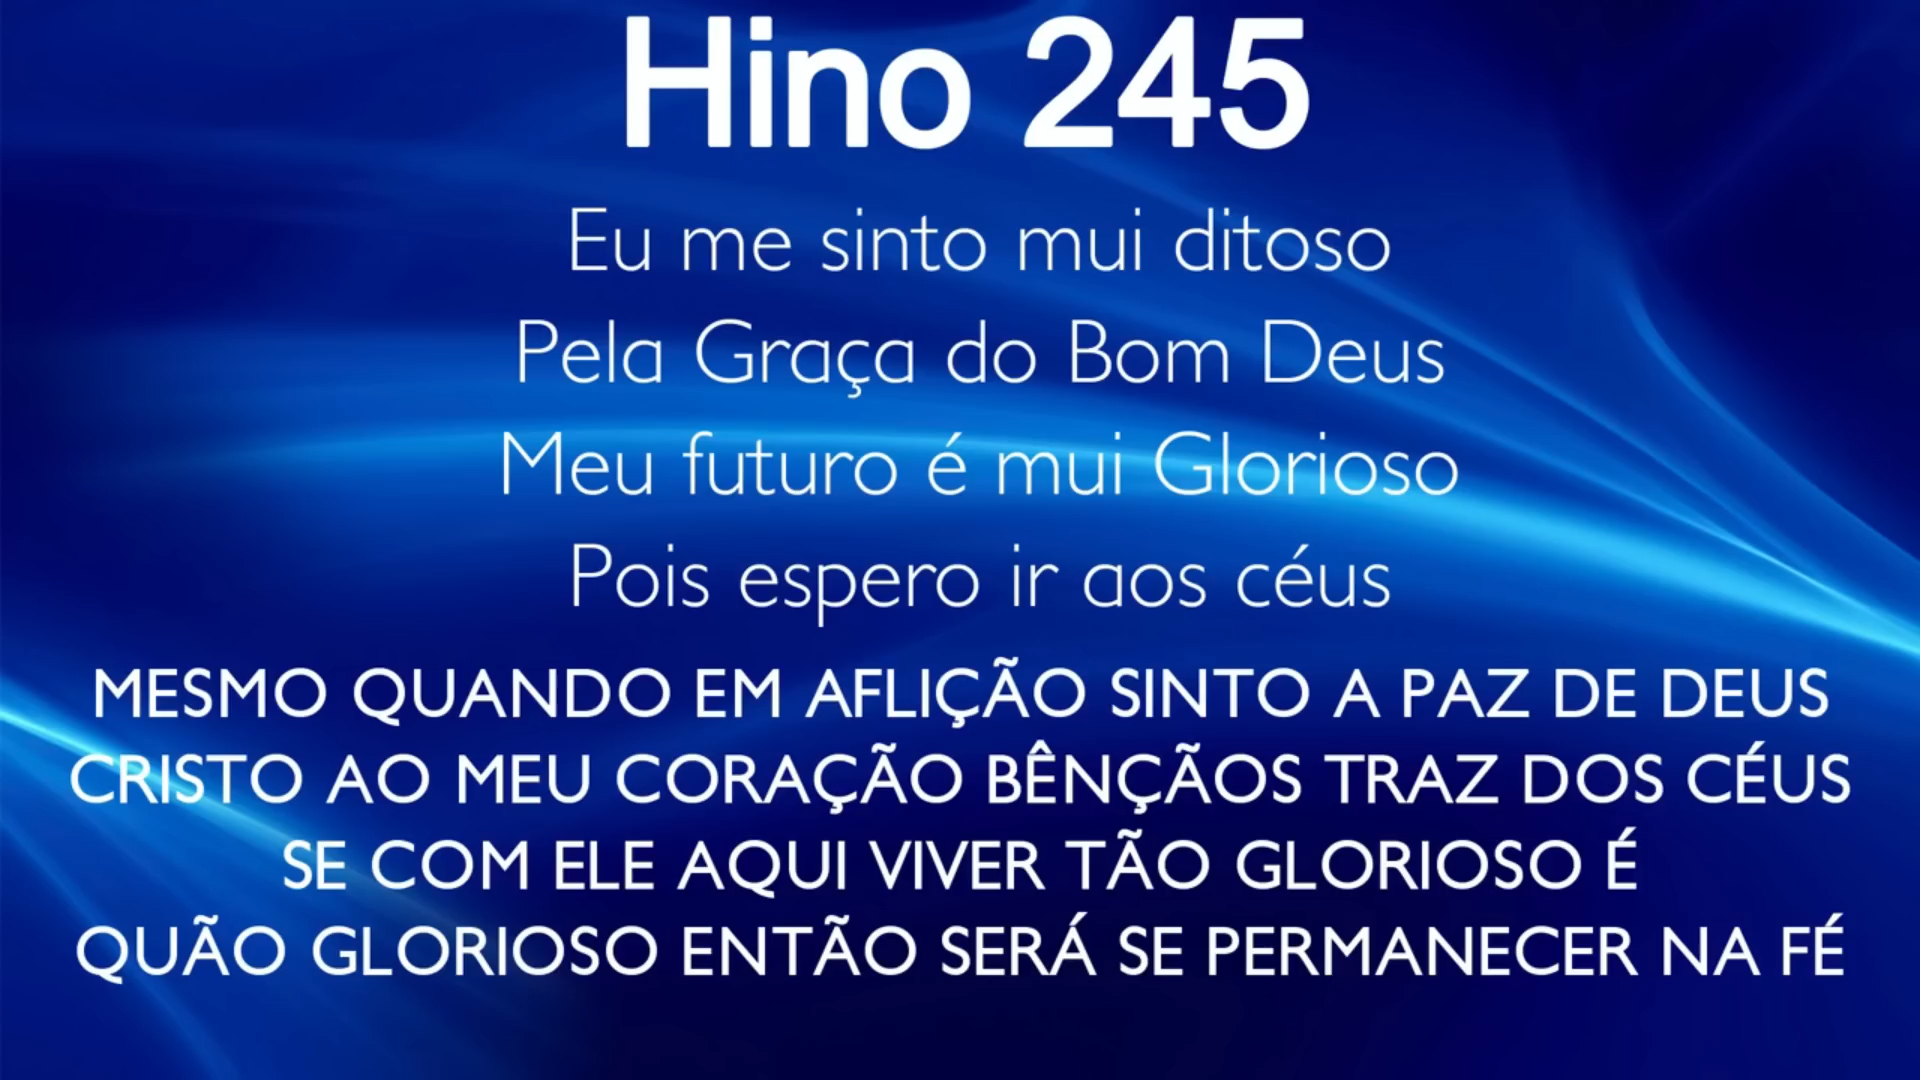 Hino 245
Eu me sinto mui ditoso
Pela Graça do Bom Deus
Meu futuro é mui Glorioso
Pois espero ir aos céus
MESMO QUANDO EM AFLIÇÃO SINTO A PAZ DE DEUS
CRISTO AO MEU CORAÇÃO BÊNÇÃOS TRAZ DOS CÉUS
SE COM ELE AQUI VIVER TÃO GLORIOSO É
QUÃO GLORIOSO ENTÃO SERÁ SE PERMANECER NA FÉ